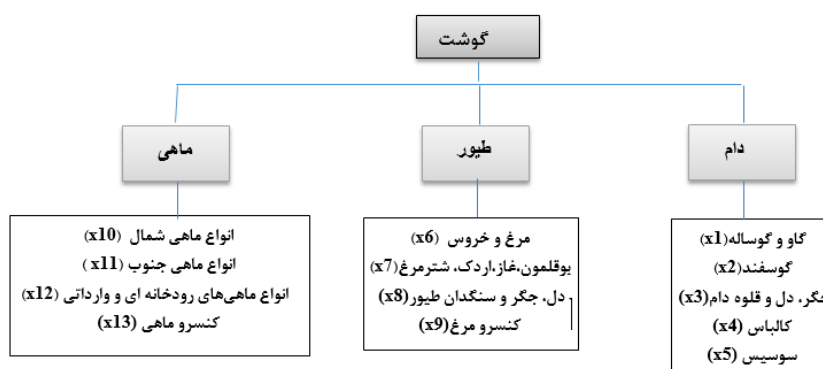 گوشت
دام
طیور
ماهی
گاو و گوساله(x1)
گوسفند(x2)
جگر، دل و قلوه دام(x3)
کالباس (x4)
سوسیس (x5)
مرغ و خروس (x6)
بوقلمون،غاز،اردک، شترمرغ(x7)
دل، جگر و سنگدان طیور(x8)
کنسرو مرغ(x9)
انواع ماهی شمال (x10)
انواع ماهی جنوب (x11)
انواع ماهی‌های رودخانه ای و وارداتی (x12)
کنسرو ماهی (x13)